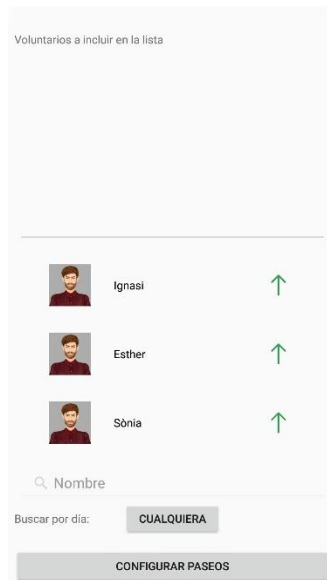 Voluntarios a incluir en la lista
Ignasi
Esther
Sònia
Nombre
Buscar por día: CUALQUIERA
CONFIGURAR PASEOS